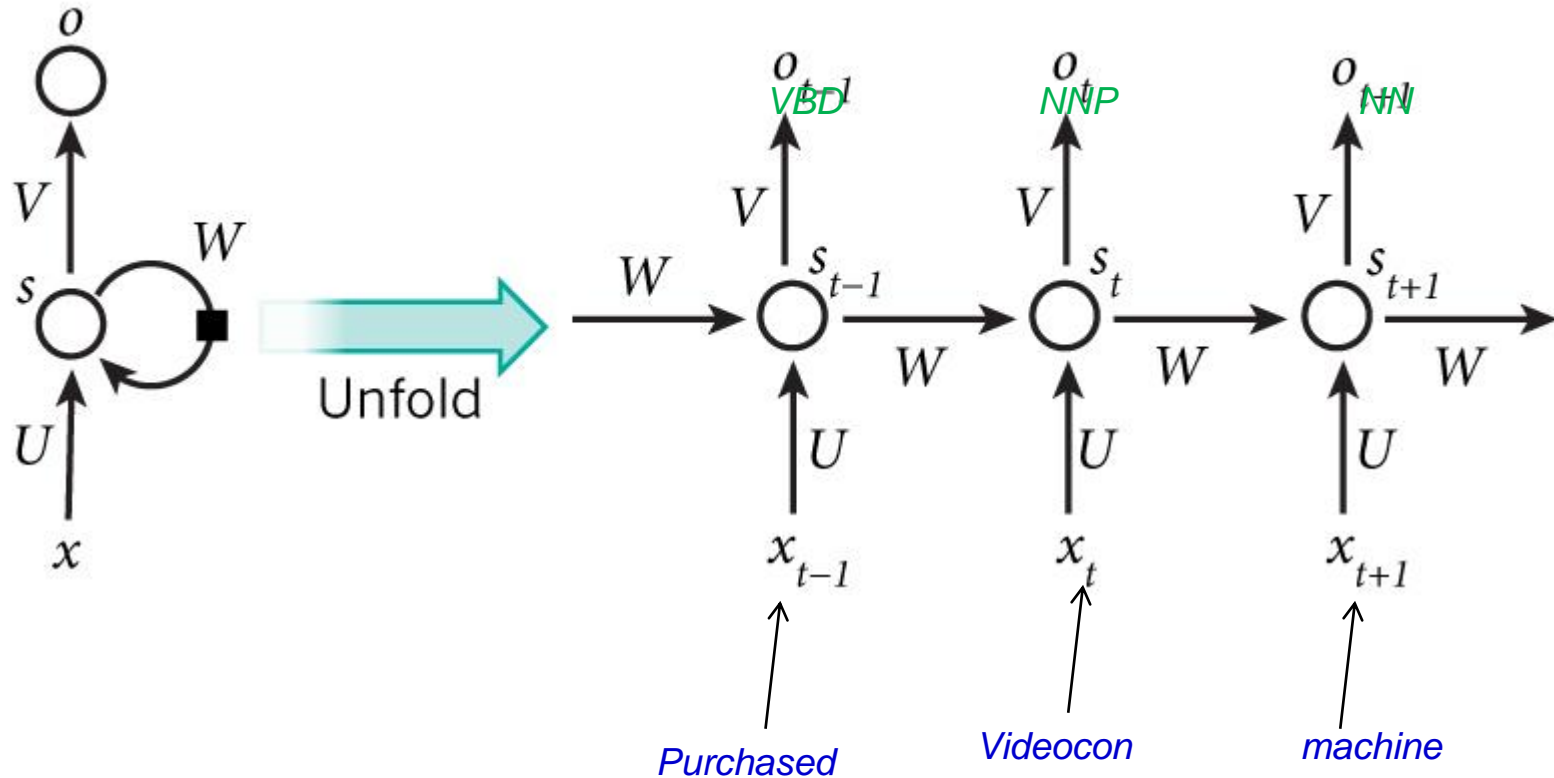 o
V
W
s
U
x
Unfold
o_{t-1} o_t o_{t+1}
VBD NNP NN
V V V
W s_{t-1} s_t s_{t+1}
W W W
U U U
x_{t-1} x_t x_{t+1}
Purchased Videocon machine